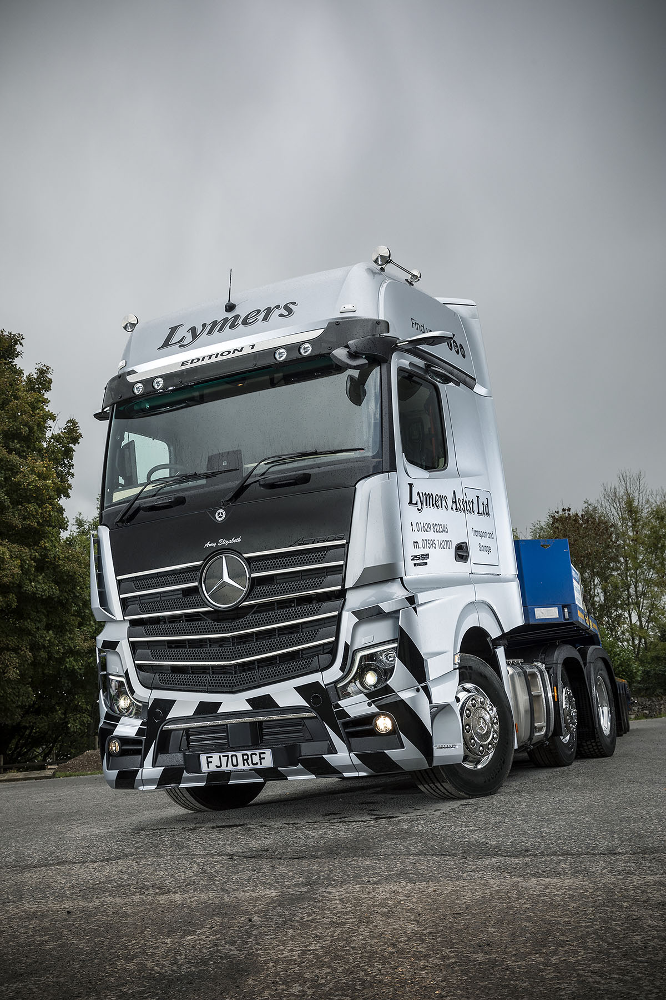 Lymers
EDITION 1
Find us
Lymers Assist Ltd
t. 01629 822346
m. 07595 162707
Transport and
Storage
Amy Elizabeth
ACTROS
FJ70 RCF